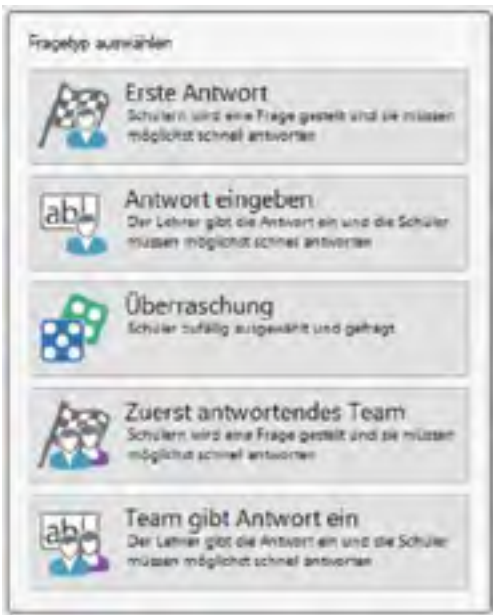 Fragetyp auswählen
Erste Antwort
Schülern wird eine Frage gestellt und sie müssen
möglichst schnell antworten
abl
Antwort eingeben
Der Lehrer gibt die Antwort ein und die Schüler
müssen möglichst schnell antworten
Überraschung
Schüler zufällig ausgewählt und gefragt
Zuerst antwortendes Team
Schülern wird eine Frage gestellt und sie müssen
möglichst schnell antworten
abl
Team gibt Antwort ein
Der Lehrer gibt die Antwort ein und die Schüler
müssen möglichst schnell antworten